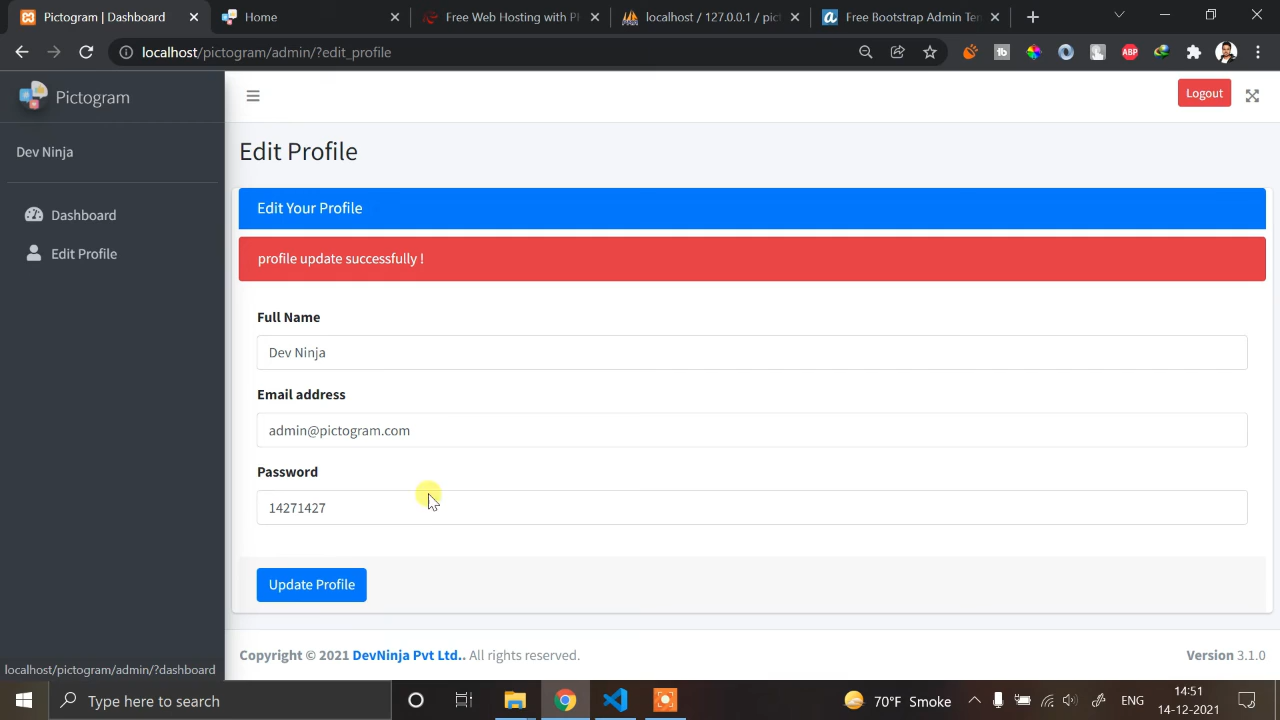 Pictogram | Dashboard
Home
Free Web Hosting with P
localhost / 127.0.0.1 / pict
Free Bootstrap Admin Ter
localhost/pictogram/admin/?edit_profile
ABP
Pictogram
Logout
Dev Ninja
Edit Profile
Edit Your Profile
Dashboard
profile update successfully !
Edit Profile
Full Name
Dev Ninja
Email address
admin@pictogram.com
Password
14271427
Update Profile
Copyright © 2021 DevNinja Pvt Ltd.. All rights reserved.
Version 3.1.0
localhost/pictogram/admin/?dashboard
Type here to search
70°F Smoke
ENG
14:51
14-12-2021